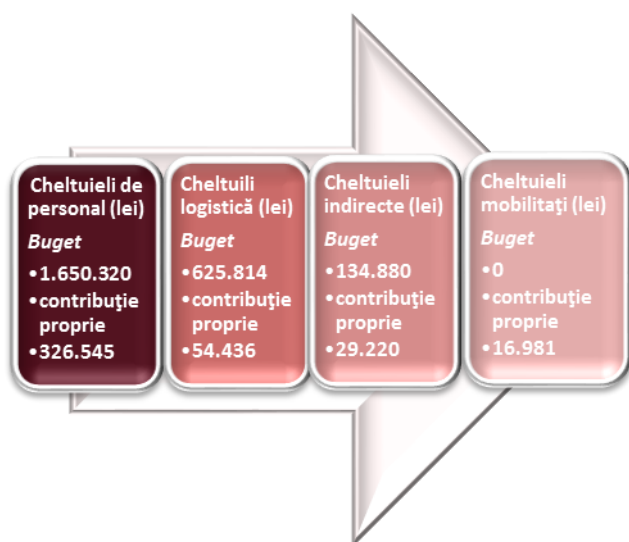 Cheltuieli de
personal (lei)
Buget
•1.650.320
•contribuţie
proprie
•326.545
Cheltuili
logistică (lei)
Buget
•625.814
•contribuţie
proprie
•54.436
Cheltuieli
indirecte (lei)
Buget
•134.880
•contribuţie
proprie
•29.220
Cheltuieli
mobilitaţi (lei)
Buget
•0
•contribuţie
proprie
•16.981